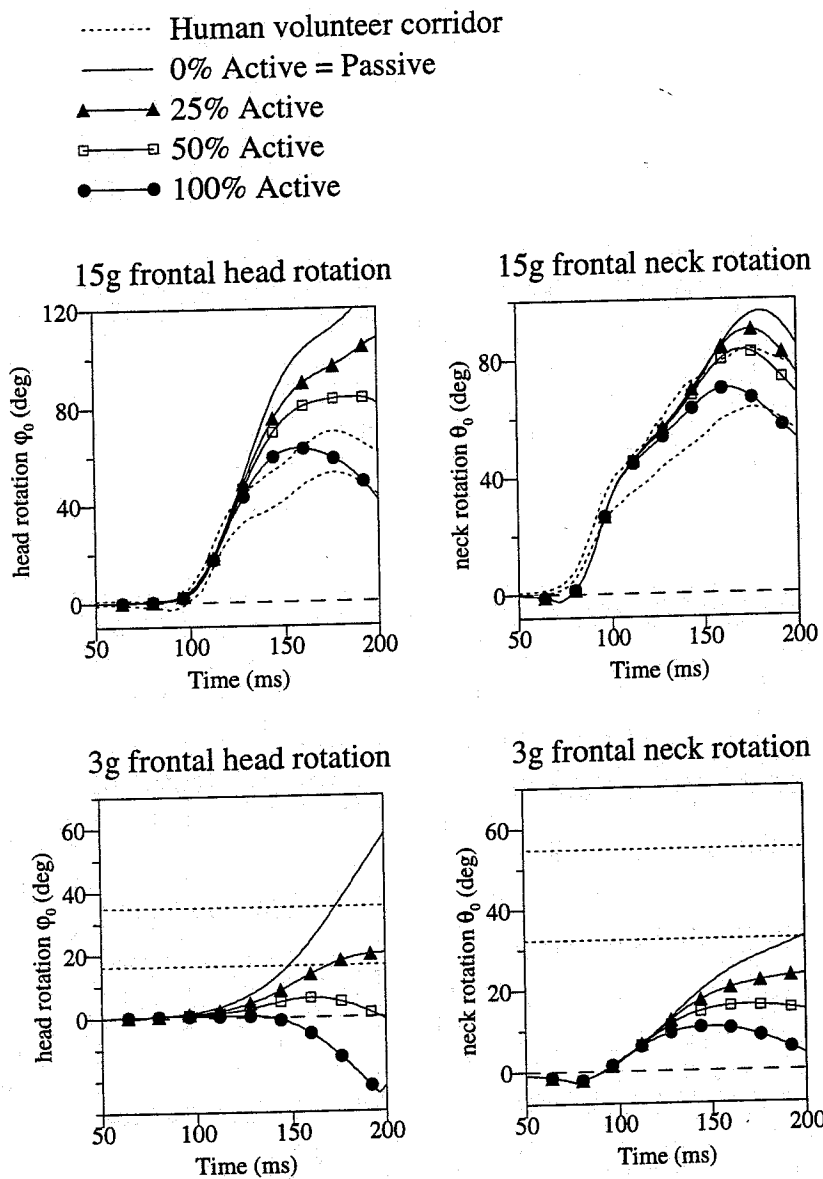 Human volunteer corridor
0% Active = Passive
25% Active
50% Active
100% Active
15g frontal head rotation
120
80
40
0
head rotation φ₀ (deg)
50
100
150
200
Time (ms)
15g frontal neck rotation
80
40
0
neck rotation θ₀ (deg)
50
100
150
200
Time (ms)
3g frontal head rotation
60
40
20
0
head rotation φ₀ (deg)
50
100
150
200
Time (ms)
3g frontal neck rotation
60
40
20
0
neck rotation θ₀ (deg)
50
100
150
200
Time (ms)